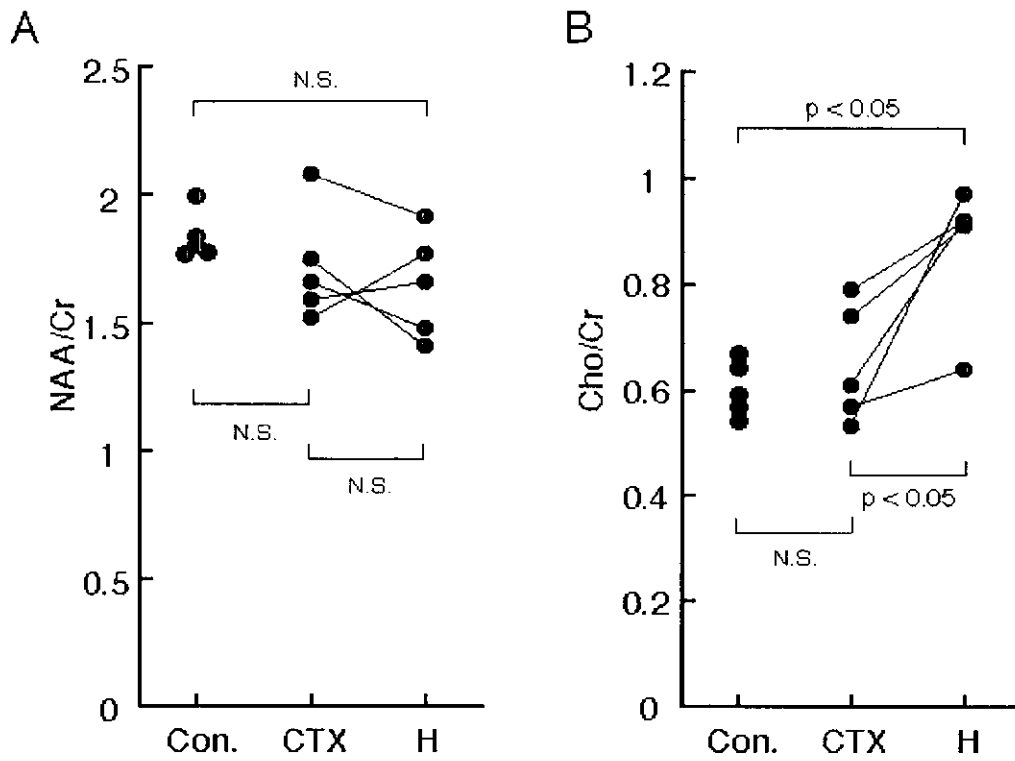 A
NAA/Cr
2.5
2
1.5
1
0.5
0
N.S.
N.S.
N.S.
Con.
CTX
H
B
Cho/Cr
1.2
1
0.8
0.6
0.4
0.2
0
p < 0.05
p < 0.05
N.S.
Con.
CTX
H